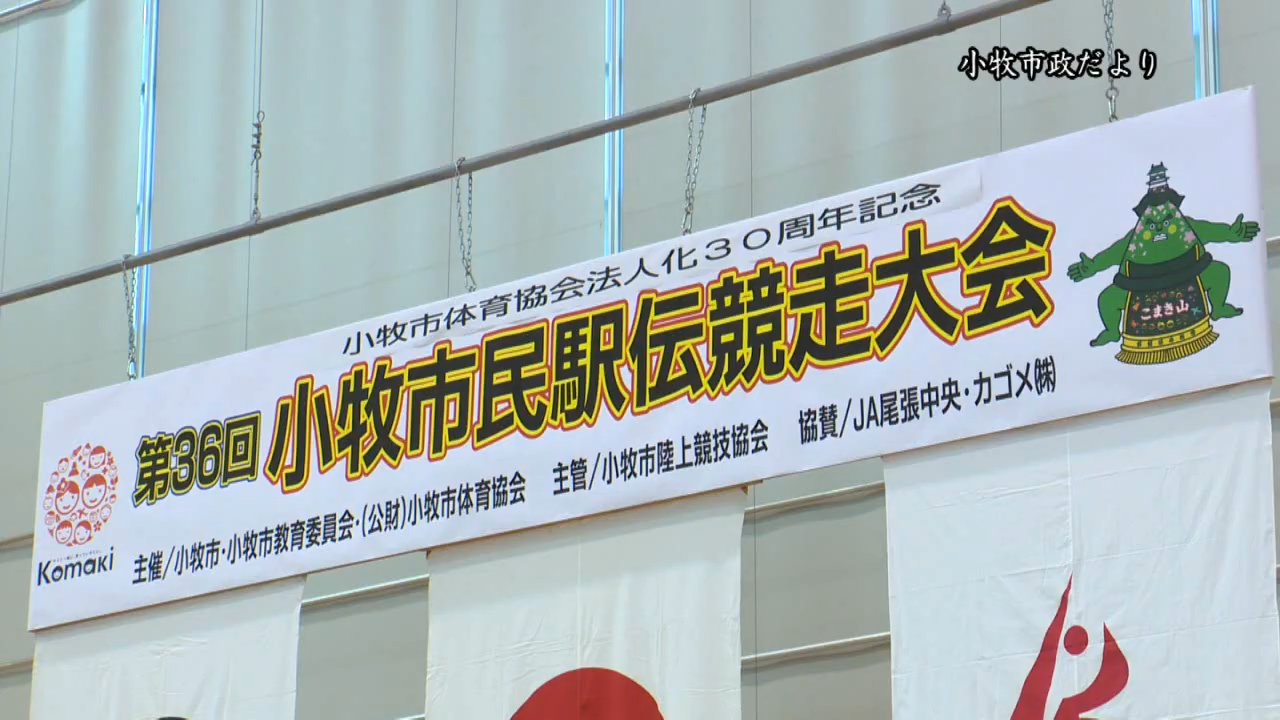 小牧市政だより
小牧市体育協会法人化30周年記念
第36回 小牧市民駅伝競走大会
こまき山
主催/小牧市・小牧市教育委員会・(公財)小牧市体育協会 主管/小牧市陸上競技協会 協賛/JA尾張中央・カゴメ㈱
Komaki